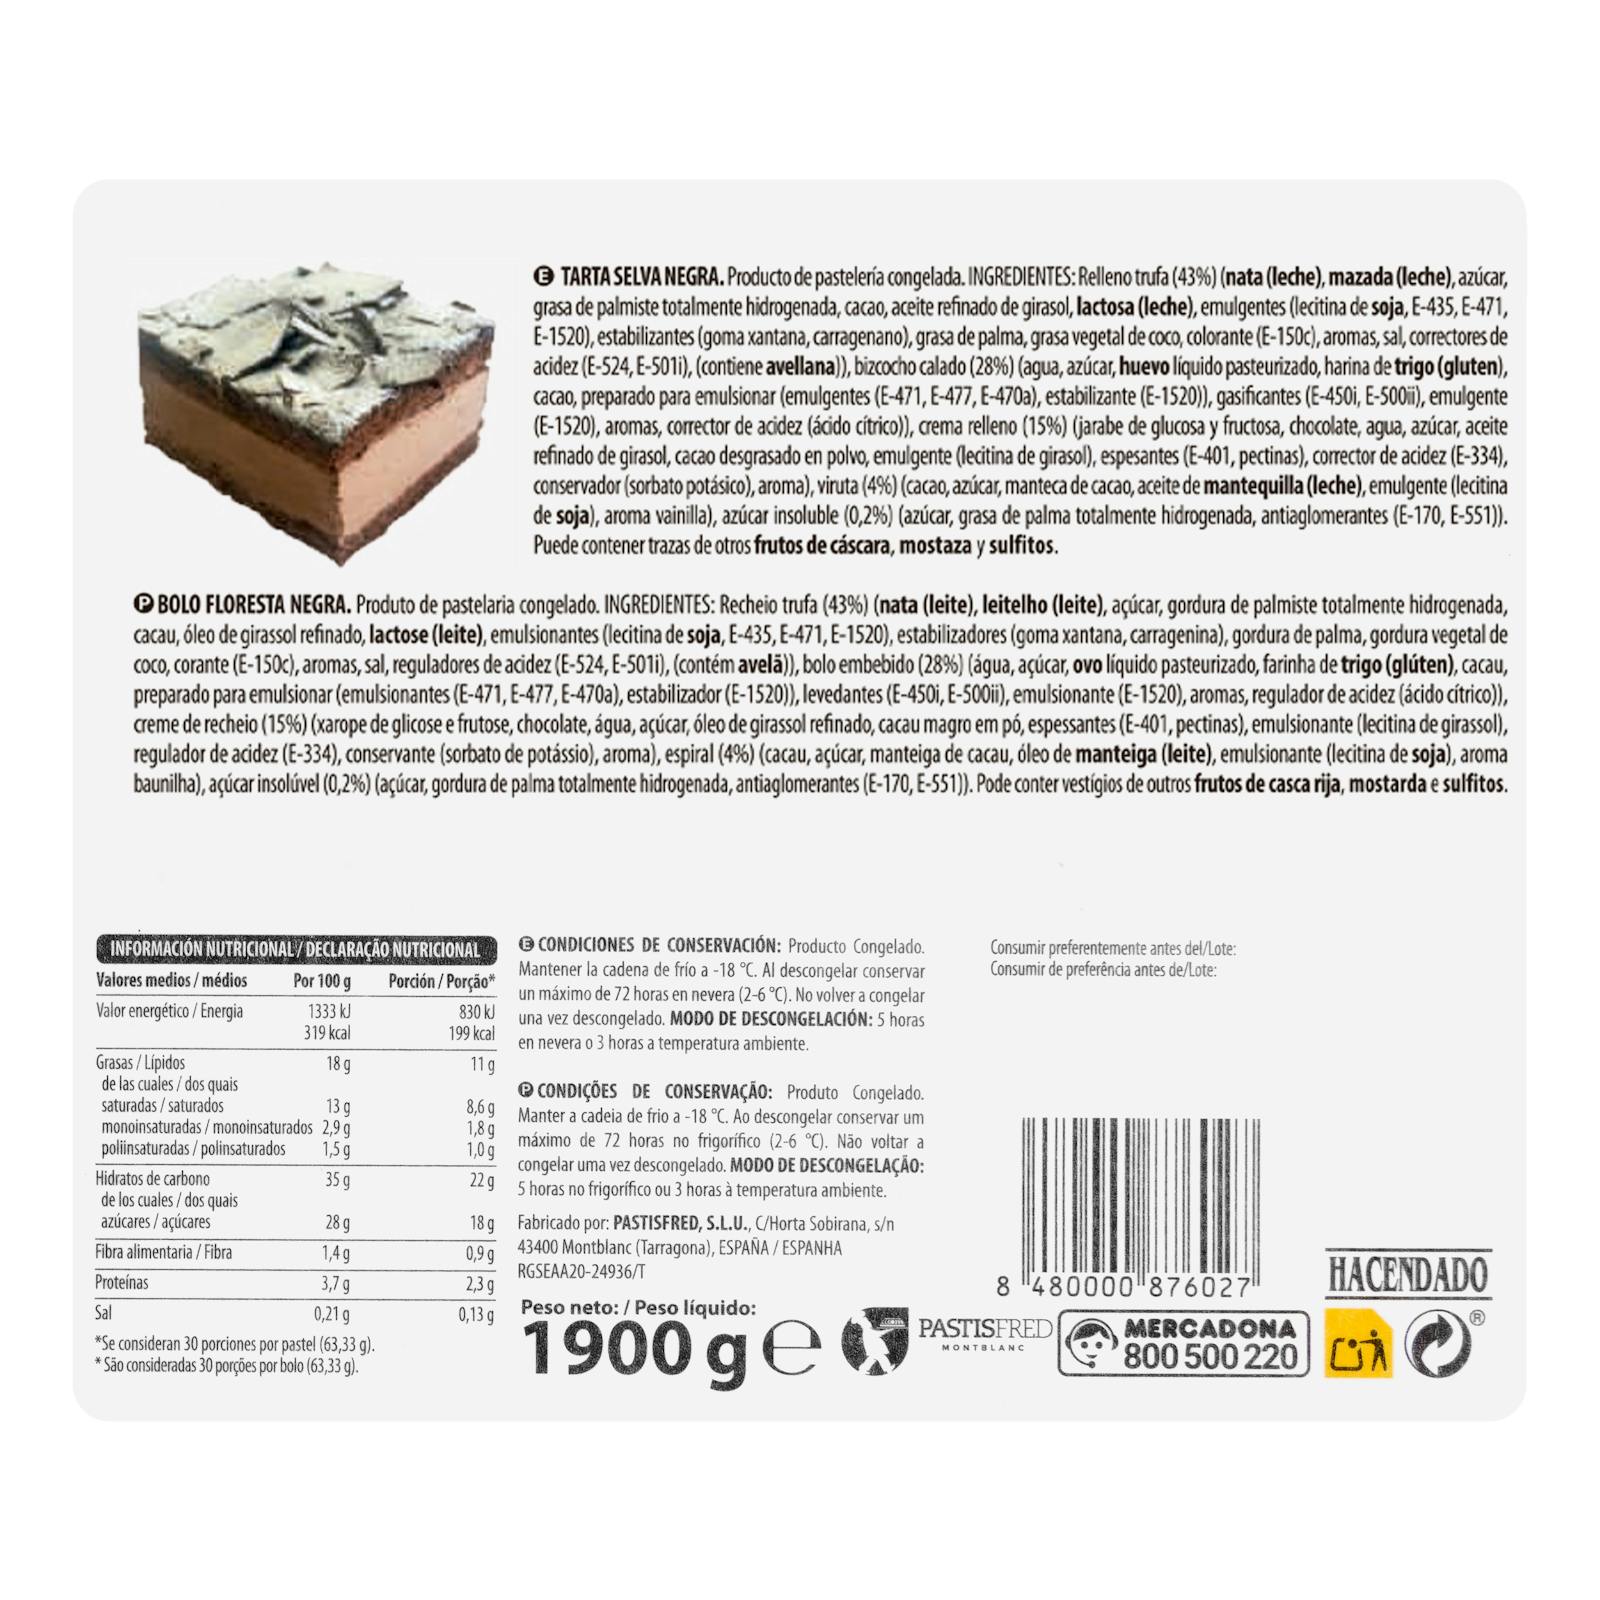 E TARTA SELVA NEGRA. Producto de pastelería congelada. INGREDIENTES: Relleno trufa (43%) (nata (leche), mazada (leche), azúcar,
grasa de palmiste totalmente hidrogenada, cacao, aceite refinado de girasol, lactosa (leche), emulgentes (lecitina de soja, E-435, E-471,
E-1520), estabilizantes (goma xantana, carragenano), grasa de palma, grasa vegetal de coco, colorante (E-150c), aromas, sal, correctores de
acidez (E-524, E-501i), (contiene avellana)), bizcocho calado (28%) (agua, azúcar, huevo líquido pasteurizado, harina de trigo (gluten),
cacao, preparado para emulsionar (emulgentes (E-471, E-477, E-470a), estabilizante (E-1520)), gasificantes (E-450i, E-500ii), emulgente
(E-1520), aromas, corrector de acidez (ácido cítrico)), crema relleno (15%) (jarabe de glucosa y fructosa, chocolate, agua, azúcar, aceite
refinado de girasol, cacao desgrasado en polvo, emulgente (lecitina de girasol), espesantes (E-401, pectinas), corrector de acidez (E-334),
conservador (sorbato potásico), aroma), viruta (4%) (cacao, azúcar, manteca de cacao, aceite de mantequilla (leche), emulgente (lecitina
de soja), aroma vainilla), azúcar insoluble (0,2%) (azúcar, grasa de palma totalmente hidrogenada, antiaglomerantes (E-170, E-551)).
Puede contener trazas de otros frutos de cáscara, mostaza y sulfitos.
P BOLO FLORESTA NEGRA. Produto de pastelaria congelado. INGREDIENTES: Recheio trufa (43%) (nata (leite), leitelho (leite), açúcar, gordura de palmiste totalmente hidrogenada,
cacau, óleo de girassol refinado, lactose (leite), emulsionantes (lecitina de soja, E-435, E-471, E-1520), estabilizadores (goma xantana, carragenina), gordura de palma, gordura vegetal de
coco, corante (E-150c), aromas, sal, reguladores de acidez (E-524, E-501i), (contém avelã)), bolo embebido (28%) (água, açúcar, ovo líquido pasteurizado, farinha de trigo (glúten), cacau,
preparado para emulsionar (emulsionantes (E-471, E-477, E-470a), estabilizador (E-1520)), levedantes (E-450i, E-500ii), emulsionante (E-1520), aromas, regulador de acidez (ácido cítrico)),
creme de recheio (15%) (xarope de glicose e frutose, chocolate, água, açúcar, óleo de girassol refinado, cacau magro em pó, espessantes (E-401, pectinas), emulsionante (lecitina de girassol),
regulador de acidez (E-334), conservante (sorbato de potássio), aroma), espiral (4%) (cacau, açúcar, manteiga de cacau, óleo de manteiga (leite), emulsionante (lecitina de soja), aroma
baunilha), açúcar insolúvel (0,2%) (açúcar, gordura de palma totalmente hidrogenada, antiaglomerantes (E-170, E-551)). Pode conter vestígios de outros frutos de casca rija, mostarda e sulfitos.
INFORMACIÓN NUTRICIONAL / DECLARAÇÃO NUTRICIONAL
Valores medios / médios Por 100 g Porción / Porção*
Valor energético / Energia 1333 kJ 830 kJ
319 kcal 199 kcal
Grasas / Lípidos 18 g 11 g
de las cuales / dos quais
saturadas / saturados 13 g 8,6 g
monoinsaturadas / monoinsaturados 2,9 g 1,8 g
poliinsaturadas / polinsaturados 1,5 g 1,0 g
Hidratos de carbono 35 g 22 g
de los cuales / dos quais
azúcares / açúcares 28 g 18 g
Fibra alimentaria / Fibra 1,4 g 0,9 g
Proteínas 3,7 g 2,3 g
Sal 0,21 g 0,13 g
*Se consideran 30 porciones por pastel (63,33 g).
* São consideradas 30 porções por bolo (63,33 g).
E CONDICIONES DE CONSERVACIÓN: Producto Congelado.
Mantener la cadena de frío a -18 °C. Al descongelar conservar
un máximo de 72 horas en nevera (2-6 °C). No volver a congelar
una vez descongelado. MODO DE DESCONGELACIÓN: 5 horas
en nevera o 3 horas a temperatura ambiente.
P CONDIÇÕES DE CONSERVAÇÃO: Produto Congelado.
Manter a cadeia de frio a -18 °C. Ao descongelar conservar um
máximo de 72 horas no frigorífico (2-6 °C). Não voltar a
congelar uma vez descongelado. MODO DE DESCONGELAÇÃO:
5 horas no frigorífico ou 3 horas à temperatura ambiente.
Fabricado por: PASTISFRED, S.L.U., C/Horta Sobirana, s/n
43400 Montblanc (Tarragona), ESPAÑA / ESPANHA
RGSEAA20-24936/T
Peso neto: / Peso líquido:
1900 g e
PASTISFRED
MONTBLANC
Consumir preferentemente antes del/Lote:
Consumir de preferência antes de/Lote:
8 480000 876027
MERCADONA
800 500 220
HACENDADO
®